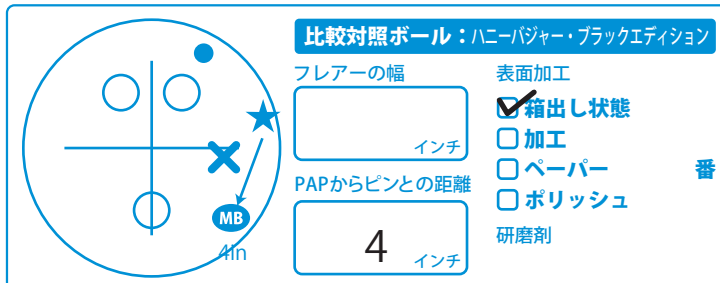 比較対照ボール：ハニーバジャー・ブラックエディション
フレアーの幅
インチ
PAPからピンとの距離
4
インチ
表面加工
箱出し状態
加工
ペーパー 番
ポリッシュ
研磨剤
MB
4In